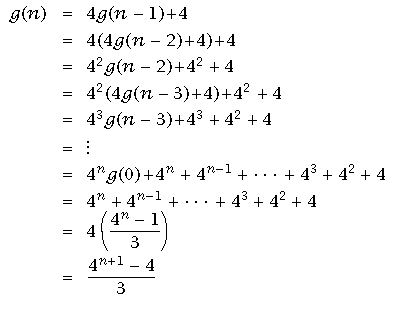 g(n) = 4g(n − 1)+4
= 4(4g(n − 2)+4)+4
= 4²g(n − 2)+4² + 4
= 4²(4g(n − 3)+4)+4² + 4
= 4³g(n − 3)+4³ + 4² + 4
= ⋮
= 4ⁿg(0)+4ⁿ + 4ⁿ⁻¹ + · · · + 4³ + 4² + 4
= 4ⁿ + 4ⁿ⁻¹ + · · · + 4³ + 4² + 4
= 4((4ⁿ − 1)/3)
= (4ⁿ⁺¹ − 4)/3